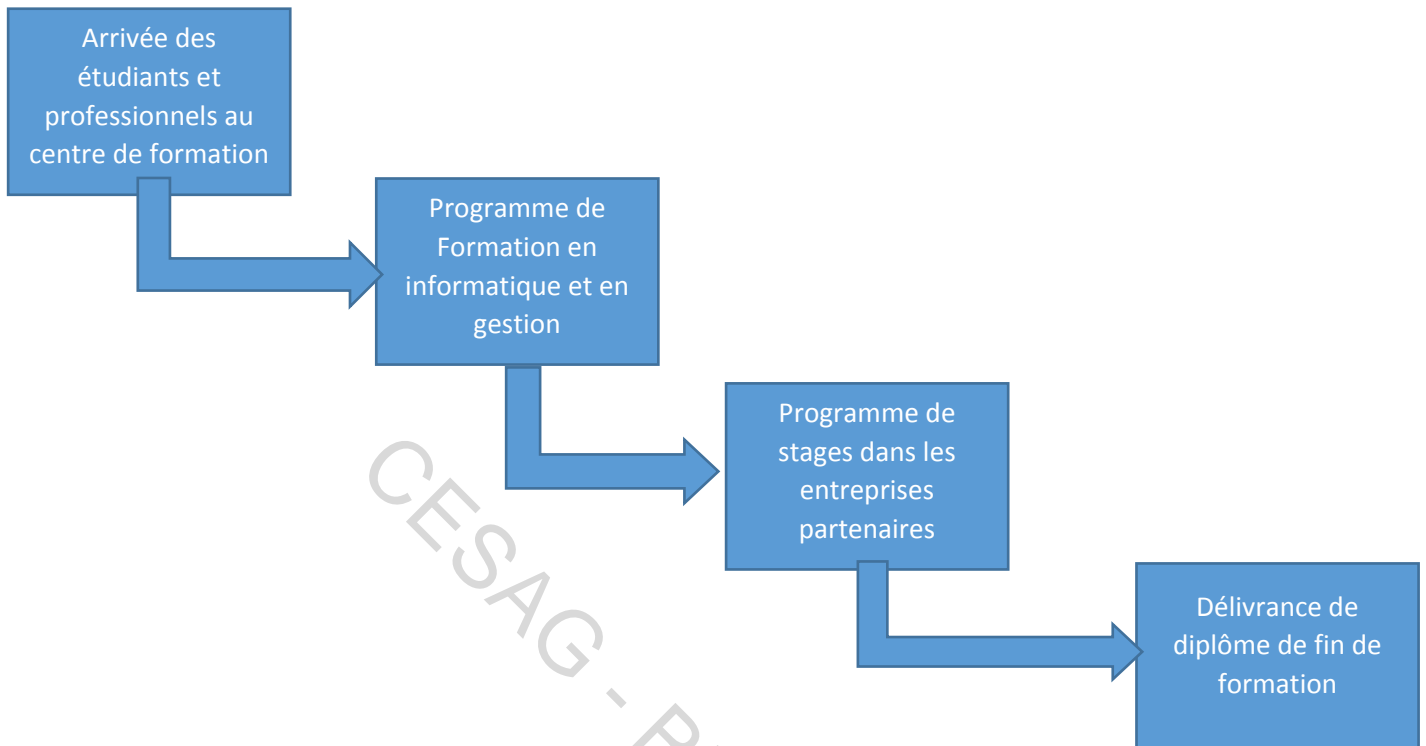 Arrivée des
étudiants et
professionnels au
centre de formation
Programme de
Formation en
informatique et en
gestion
Programme de
stages dans les
entreprises
partenaires
Délivrance de
diplôme de fin de
formation
CESAG -